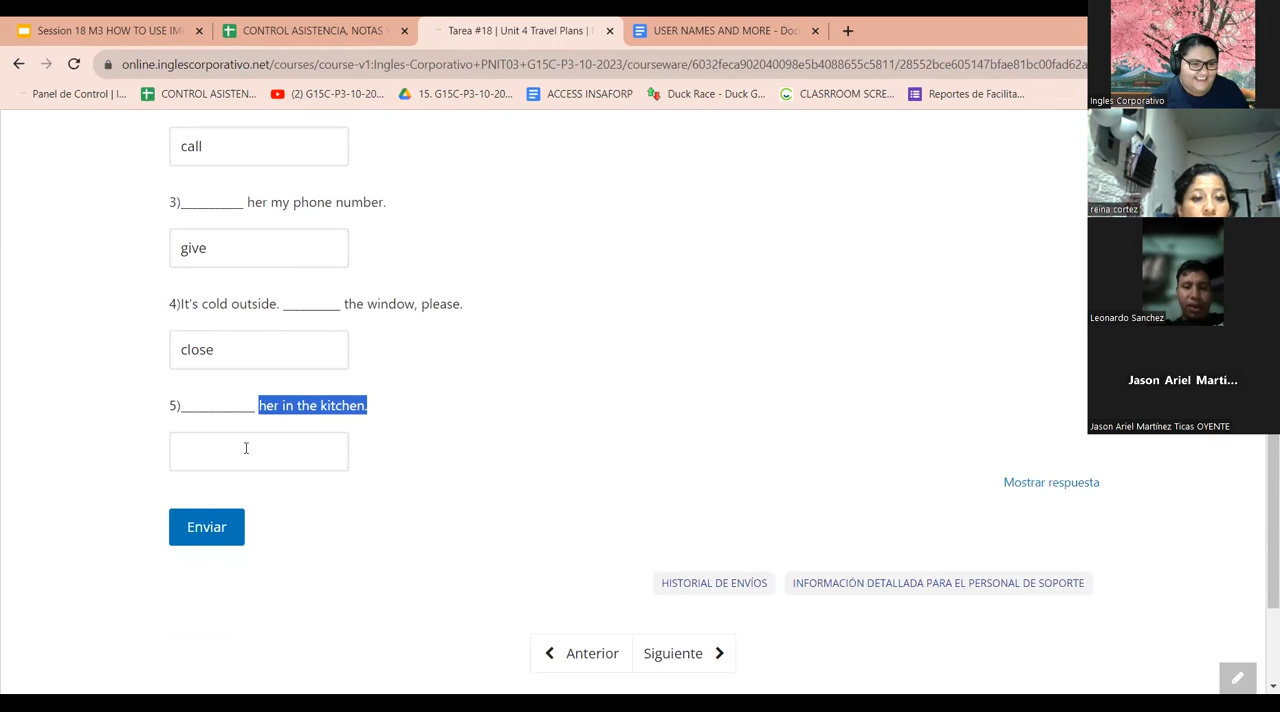 Session 18 M3 HOW TO USE IMI
CONTROL ASISTENCIA, NOTAS
Tarea #18 | Unit 4 Travel Plans |
USER NAMES AND MORE - Doc
online.inglescorporativo.net/courses/course-v1:Ingles-Corporativo+PNIT03+G15C-P3-10-2023/courseware/6032feca902040098e5b4088655c5811/28552bce605147bfae81bc00fad62a
Panel de Control | I...
CONTROL ASISTEN...
(2) G15C-P3-10-20...
15. G15C-P3-10-20...
ACCESS INSAFORP
Duck Race - Duck G...
CLASRROOM SCRE...
Reportes de Facilita...
Ingles Corporativo
call
3)__________ her my phone number.
reina cortez
give
4)It's cold outside. _________ the window, please.
Leonardo Sanchez
close
Jason Ariel Martí...
5)____________ her in the kitchen.
Jason Ariel Martínez Ticas OYENTE
Mostrar respuesta
Enviar
HISTORIAL DE ENVÍOS
INFORMACIÓN DETALLADA PARA EL PERSONAL DE SOPORTE
Anterior
Siguiente